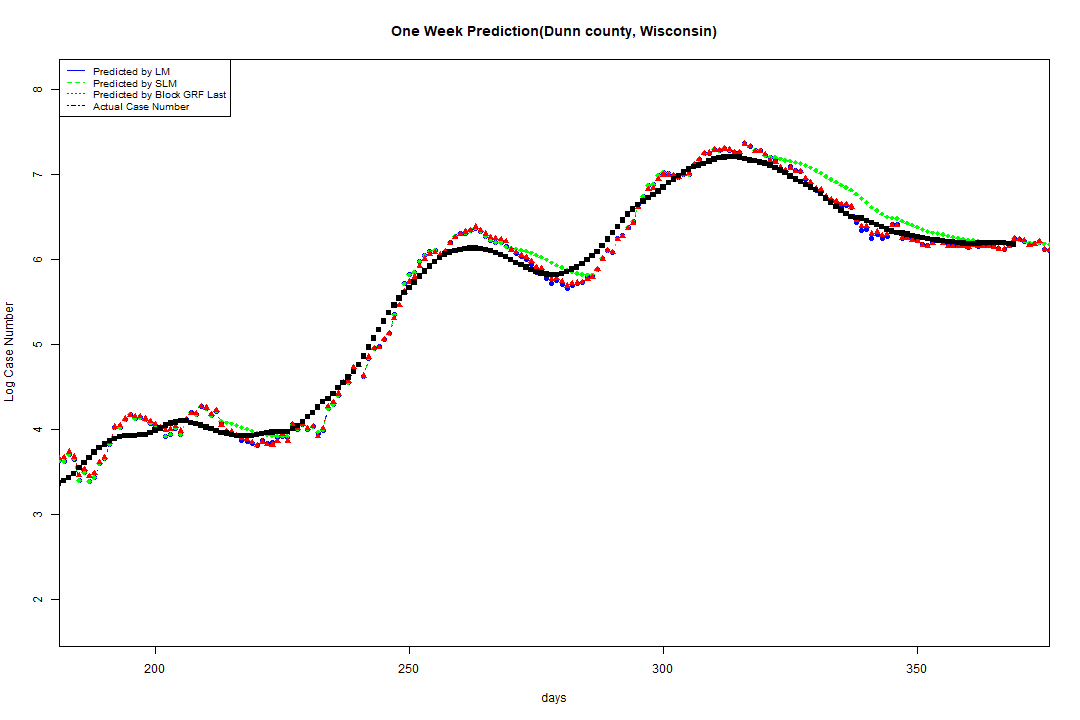 One Week Prediction(Dunn county, Wisconsin)
Predicted by LM
Predicted by SLM
Predicted by Block GRF Last
Actual Case Number
8
7
6
5
4
3
2
Log Case Number
200
250
300
350
days